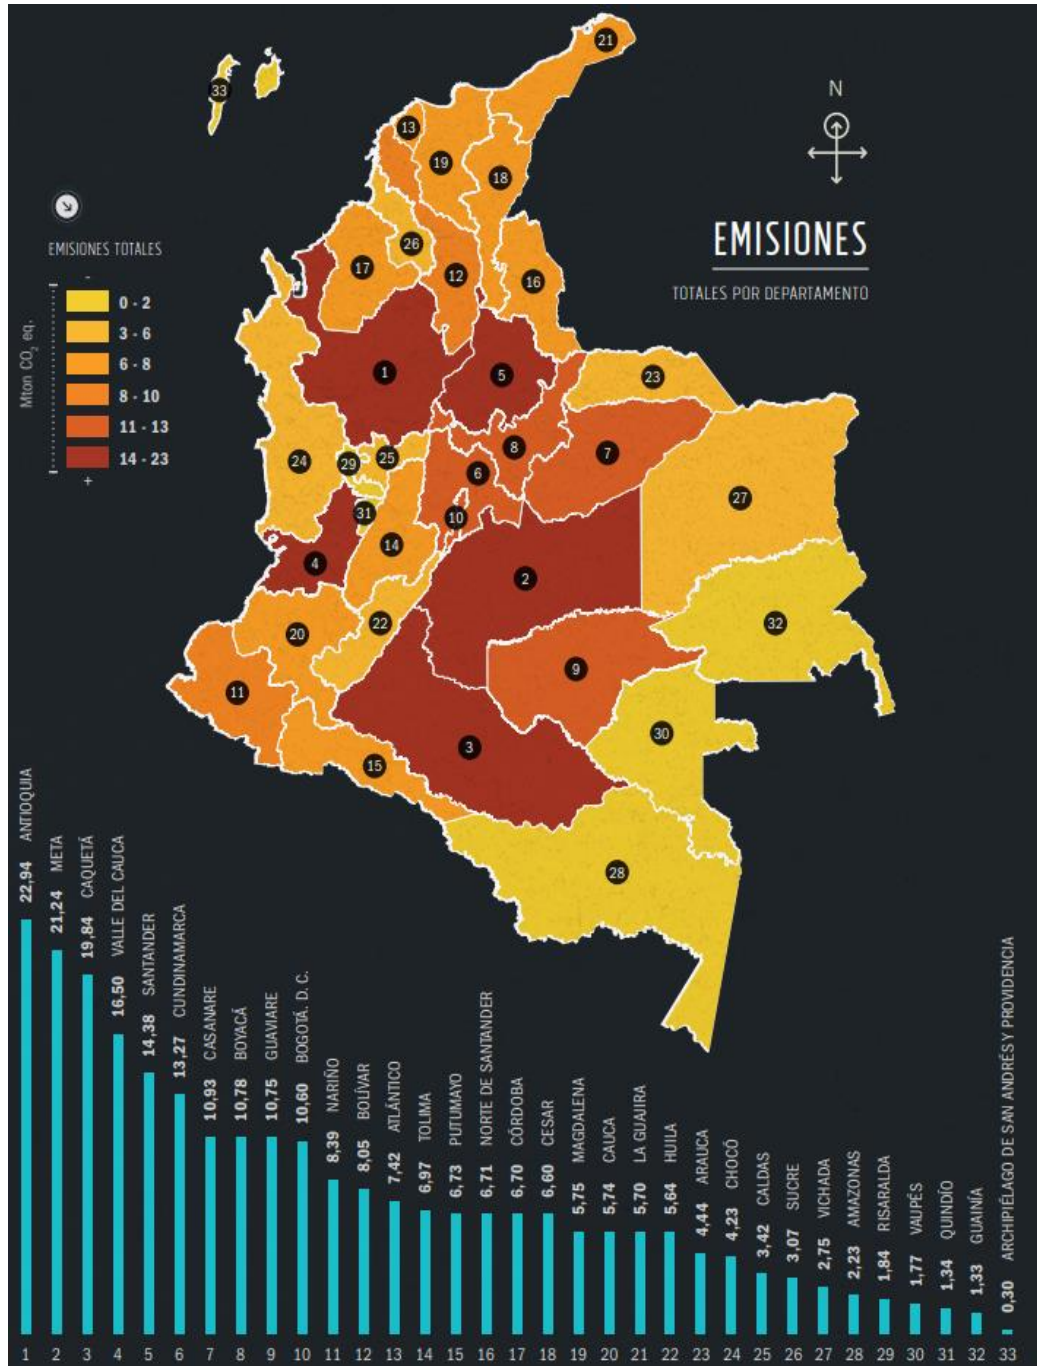 N
EMISIONES
TOTALES POR DEPARTAMENTO
EMISIONES TOTALES
-
Mton CO₂ eq.
0 - 2
3 - 6
6 - 8
8 - 10
11 - 13
14 - 23
+
21
33
13
19
18
26
17
12
16
1
5
23
8
7
24
29
25
6
27
10
31
14
4
2
22
32
20
9
11
30
3
15
28
22,94 ANTIOQUIA
21,24 META
19,84 CAQUETÁ
16,50 VALLE DEL CAUCA
14,38 SANTANDER
13,27 CUNDINAMARCA
10,93 CASANARE
10,78 BOYACÁ
10,75 GUAVIARE
10,60 BOGOTÁ. D. C.
8,39 NARIÑO
8,05 BOLÍVAR
7,42 ATLÁNTICO
6,97 TOLIMA
6,73 PUTUMAYO
6,71 NORTE DE SANTANDER
6,70 CÓRDOBA
6,60 CESAR
5,75 MAGDALENA
5,74 CAUCA
5,70 LA GUAJIRA
5,64 HUILA
4,44 ARAUCA
4,23 CHOCÓ
3,42 CALDAS
3,07 SUCRE
2,75 VICHADA
2,23 AMAZONAS
1,84 RISARALDA
1,77 VAUPÉS
1,34 QUINDÍO
1,33 GUAINÍA
0,30 ARCHIPIÉLAGO DE SAN ANDRÉS Y PROVIDENCIA
1 2 3 4 5 6 7 8 9 10 11 12 13 14 15 16 17 18 19 20 21 22 23 24 25 26 27 28 29 30 31 32 33